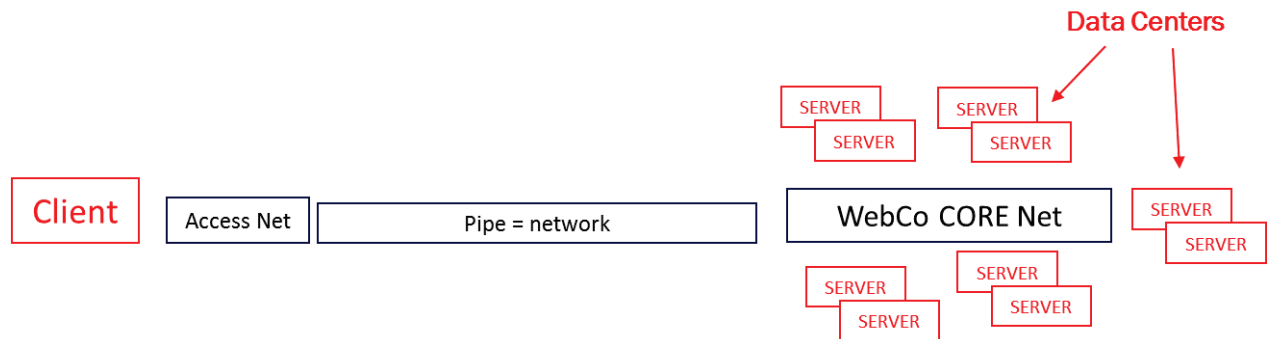 Data Centers
SERVER
SERVER
SERVER
SERVER
Client
Access Net
Pipe = network
WebCo CORE Net
SERVER
SERVER
SERVER
SERVER
SERVER
SERVER